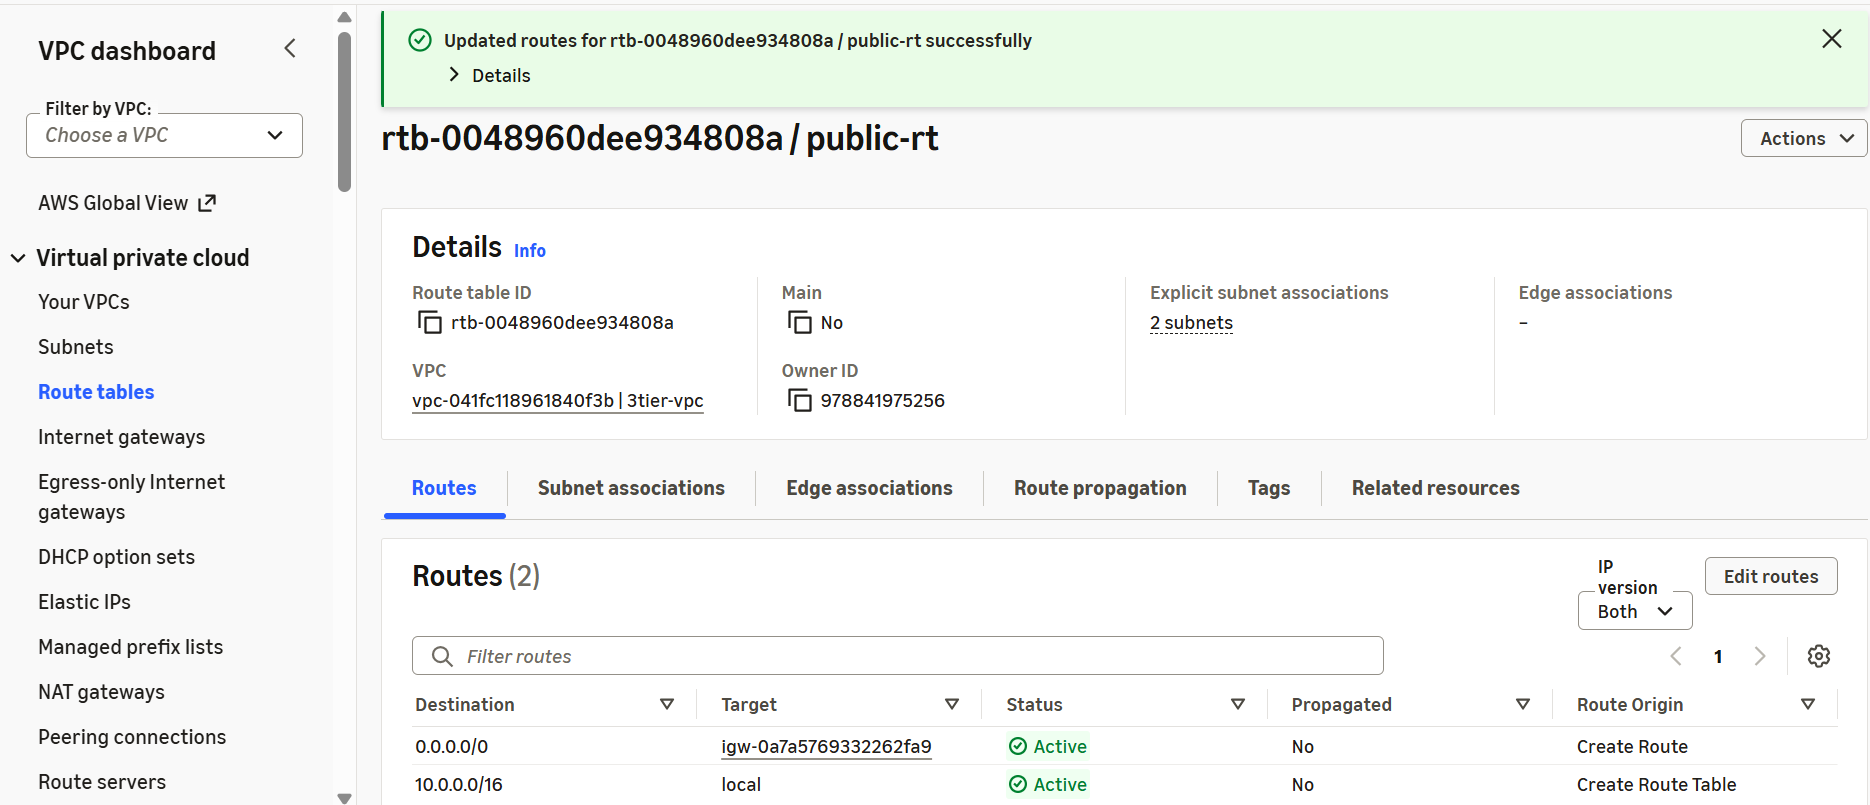 VPC dashboard
Filter by VPC:
Choose a VPC
AWS Global View
Virtual private cloud
Your VPCs
Subnets
Route tables
Internet gateways
Egress-only Internet
gateways
DHCP option sets
Elastic IPs
Managed prefix lists
NAT gateways
Peering connections
Route servers
Updated routes for rtb-0048960dee934808a / public-rt successfully
Details
rtb-0048960dee934808a / public-rt
Actions
Details Info
Route table ID
rtb-0048960dee934808a
VPC
vpc-041fc118961840f3b | 3tier-vpc
Main
No
Owner ID
978841975256
Explicit subnet associations
2 subnets
Edge associations
–
Routes Subnet associations Edge associations Route propagation Tags Related resources
Routes (2)
IP
version
Both
Edit routes
Filter routes
1
Destination Target Status Propagated Route Origin
0.0.0.0/0 igw-0a7a5769332262fa9 Active No Create Route
10.0.0.0/16 local Active No Create Route Table